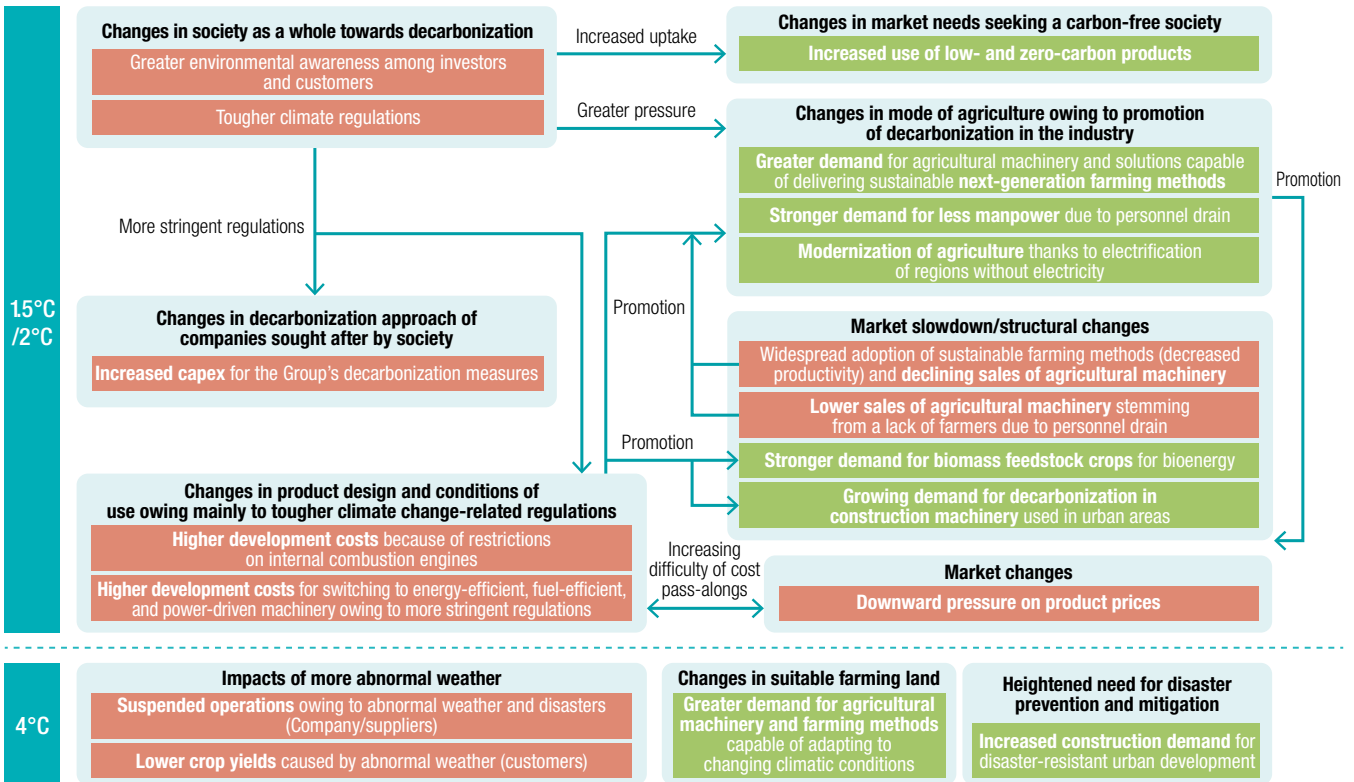 1.5°C
/2°C
Changes in society as a whole towards decarbonization
Greater environmental awareness among investors
and customers
Tougher climate regulations
Increased uptake
Greater pressure
More stringent regulations
Changes in market needs seeking a carbon-free society
Increased use of low- and zero-carbon products
Changes in mode of agriculture owing to promotion
of decarbonization in the industry
Greater demand for agricultural machinery and solutions capable
of delivering sustainable next-generation farming methods
Stronger demand for less manpower due to personnel drain
Modernization of agriculture thanks to electrification
of regions without electricity
Promotion
Changes in decarbonization approach of
companies sought after by society
Increased capex for the Group's decarbonization measures
Promotion
Market slowdown/structural changes
Widespread adoption of sustainable farming methods (decreased
productivity) and declining sales of agricultural machinery
Lower sales of agricultural machinery stemming
from a lack of farmers due to personnel drain
Stronger demand for biomass feedstock crops for bioenergy
Growing demand for decarbonization in
construction machinery used in urban areas
Promotion
Changes in product design and conditions of
use owing mainly to tougher climate change-related regulations
Higher development costs because of restrictions
on internal combustion engines
Higher development costs for switching to energy-efficient, fuel-efficient,
and power-driven machinery owing to more stringent regulations
Increasing
difficulty of cost
pass-alongs
Market changes
Downward pressure on product prices
4°C
Impacts of more abnormal weather
Suspended operations owing to abnormal weather and disasters
(Company/suppliers)
Lower crop yields caused by abnormal weather (customers)
Changes in suitable farming land
Greater demand for agricultural
machinery and farming methods
capable of adapting to
changing climatic conditions
Heightened need for disaster
prevention and mitigation
Increased construction demand for
disaster-resistant urban development